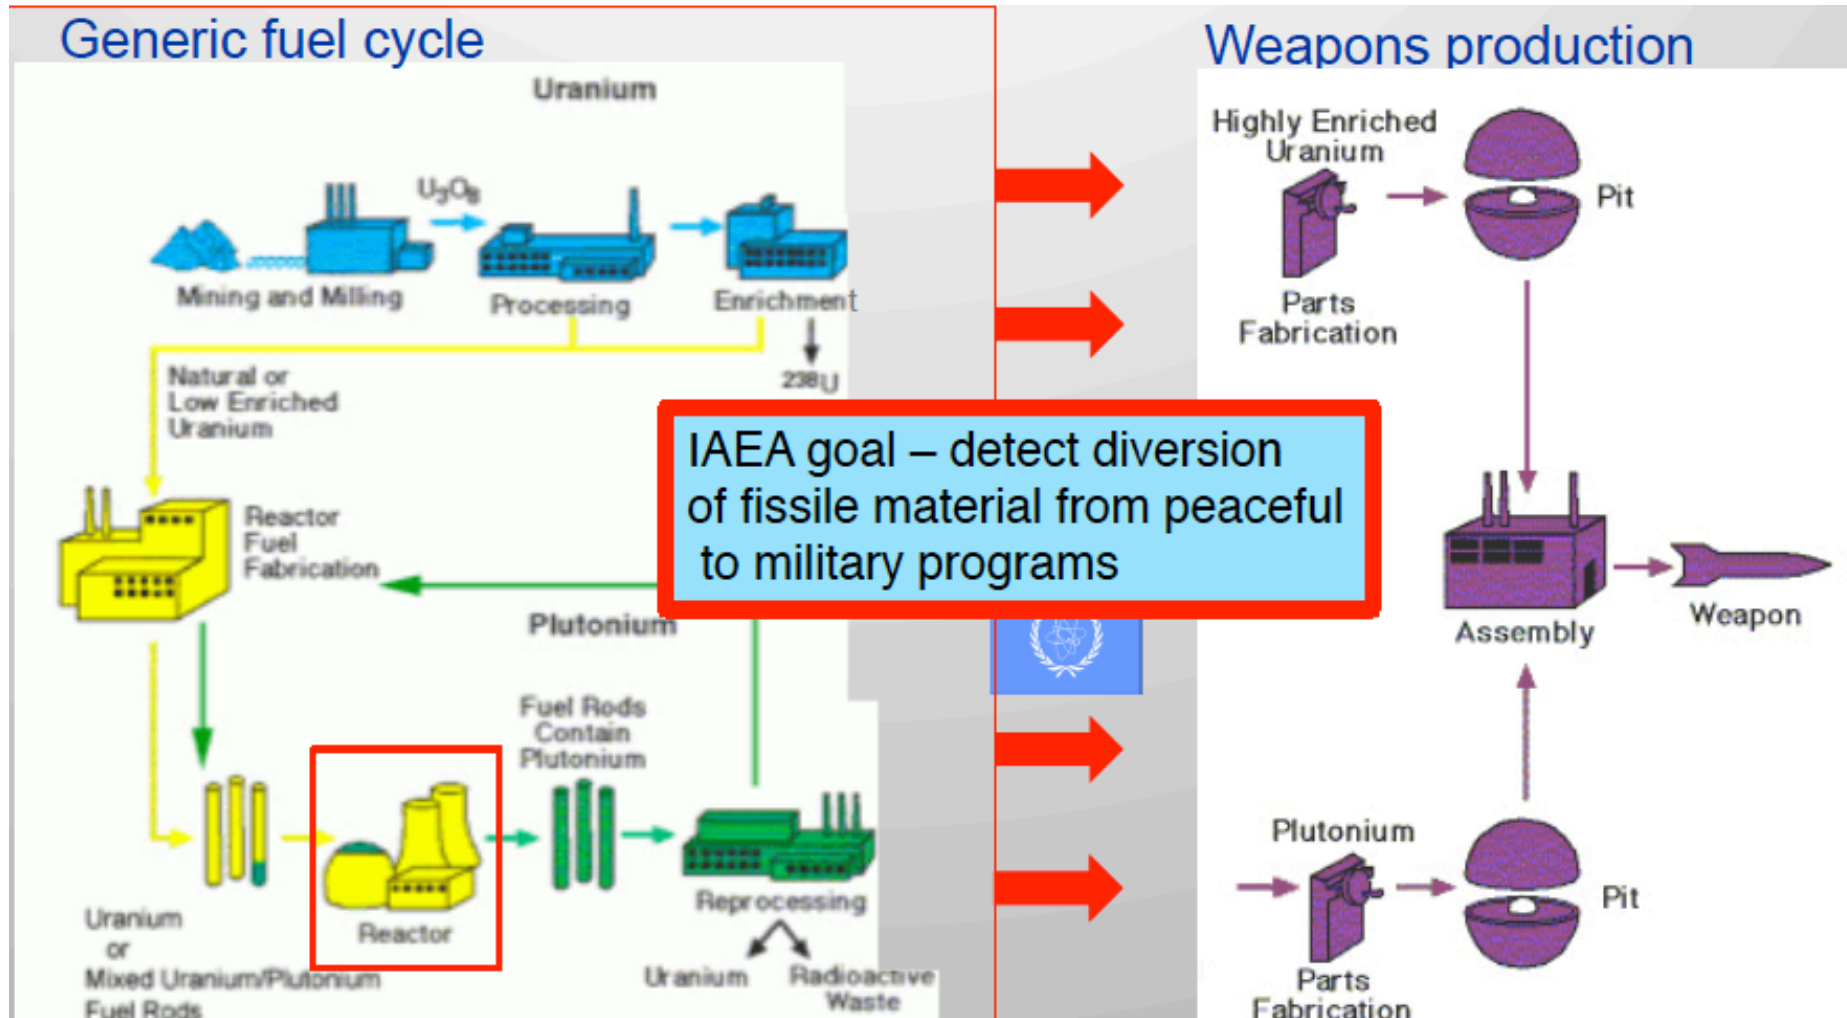 Generic fuel cycle
Uranium
U3O8
Mining and Milling
Processing
Enrichment
238U
Natural or
Low Enriched
Uranium
Reactor
Fuel
Fabrication
Plutonium
Fuel Rods
Contain
Plutonium
Uranium
or
Mixed Uranium/Plutonium
Fuel Rods
Reactor
Reprocessing
Uranium
Radioactive
Waste
IAEA goal – detect diversion
of fissile material from peaceful
to military programs
Weapons production
Highly Enriched
Uranium
Pit
Parts
Fabrication
Assembly
Weapon
Plutonium
Pit
Parts
Fabrication